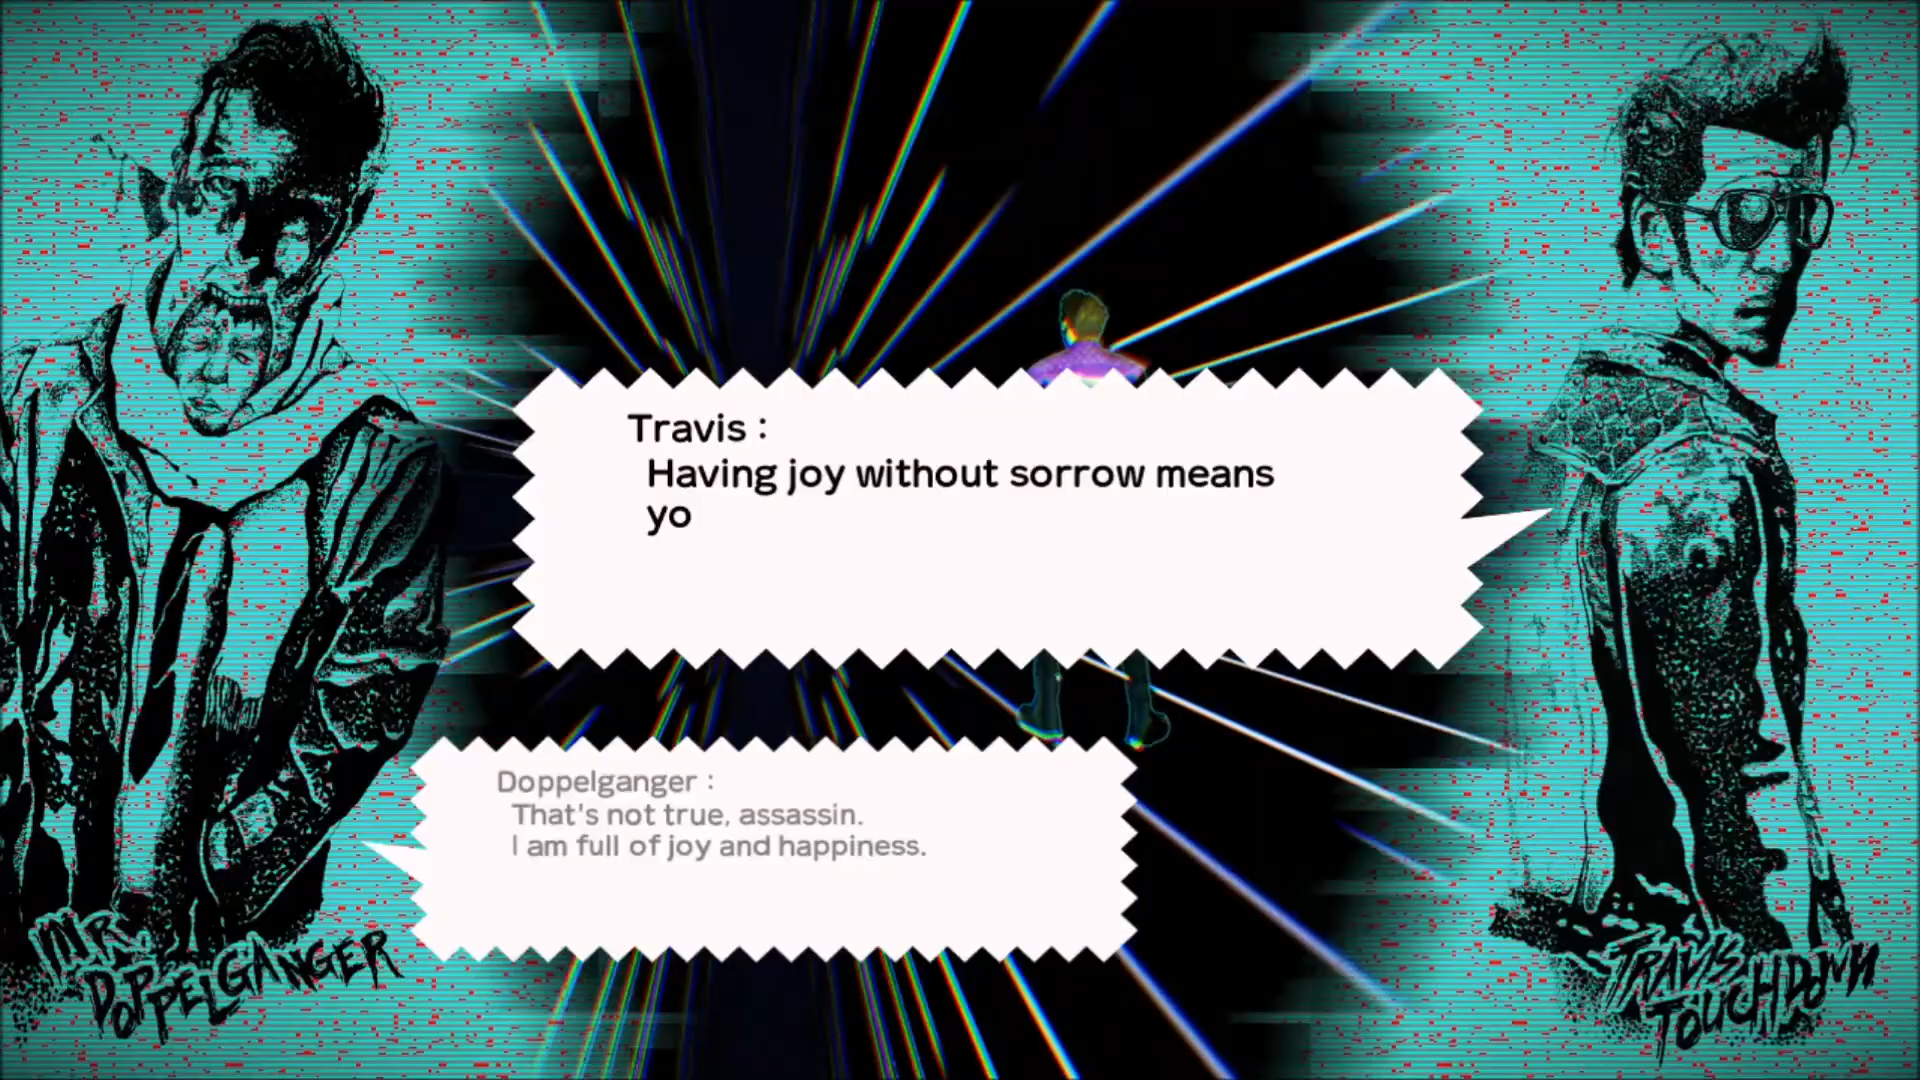 Travis :
Having joy without sorrow means
yo
Doppelganger :
That's not true, assassin.
I am full of joy and happiness.
MR.
DOPPELGANGER
TRAVIS
TOUCHDOWN